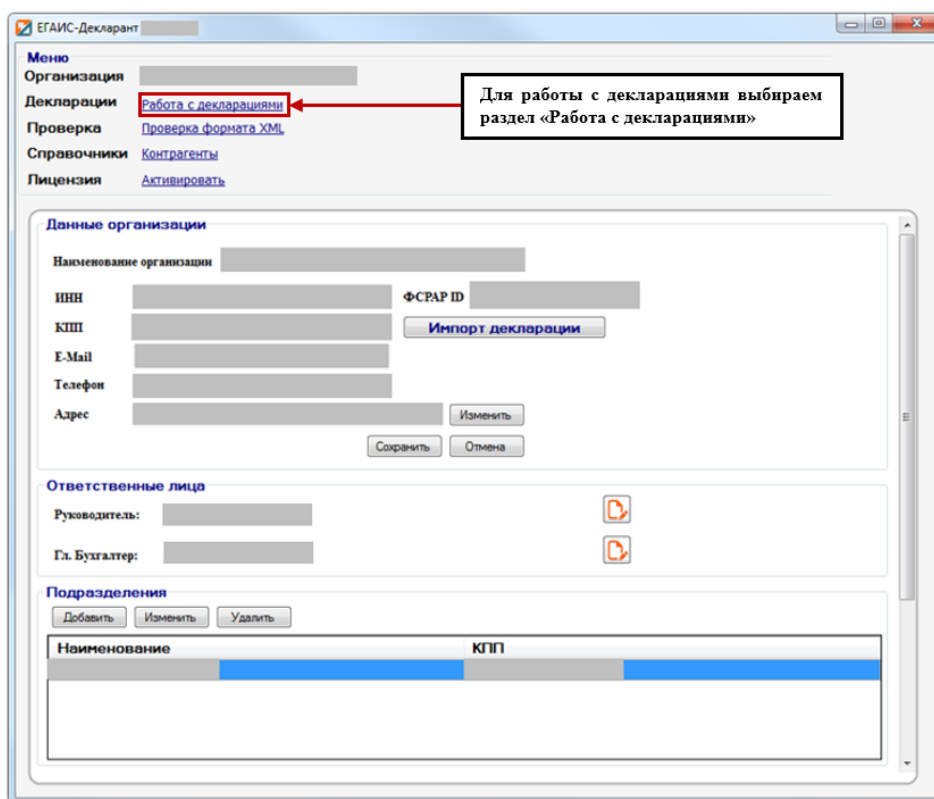 ЕГАИС-Декларант
Меню
Организация
Декларации Работа с декларациями
Для работы с декларациями выбираем
раздел «Работа с декларациями»
Проверка Проверка формата XML
Справочники Контрагенты
Лицензия Активировать
Данные организации
Наименование организации
ИНН ФСРАР ID
КПП Импорт декларации
E-Mail
Телефон
Адрес Изменить
Сохранить Отмена
Ответственные лица
Руководитель:
Гл. Бухгалтер:
Подразделения
Добавить Изменить Удалить
Наименование КПП